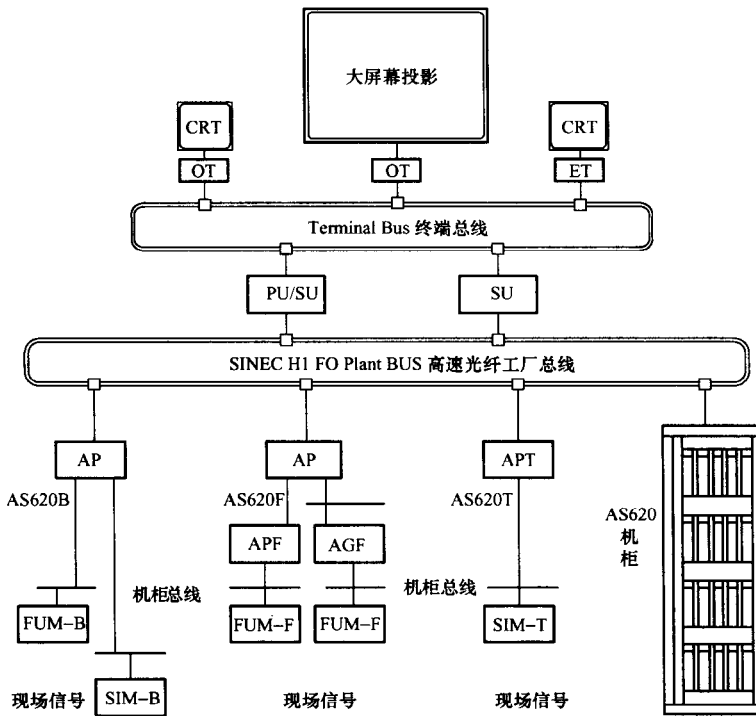 大屏幕投影
CRT
CRT
OT
OT
ET
Terminal Bus 终端总线
PU/SU
SU
SINEC H1 FO Plant BUS 高速光纤工厂总线
AP
AP
APT
AS620B
AS620F
AS620T
AS620
机
柜
APF
AGF
机柜总线
机柜总线
FUM-B
FUM-F
FUM-F
SIM-T
现场信号
SIM-B
现场信号
现场信号